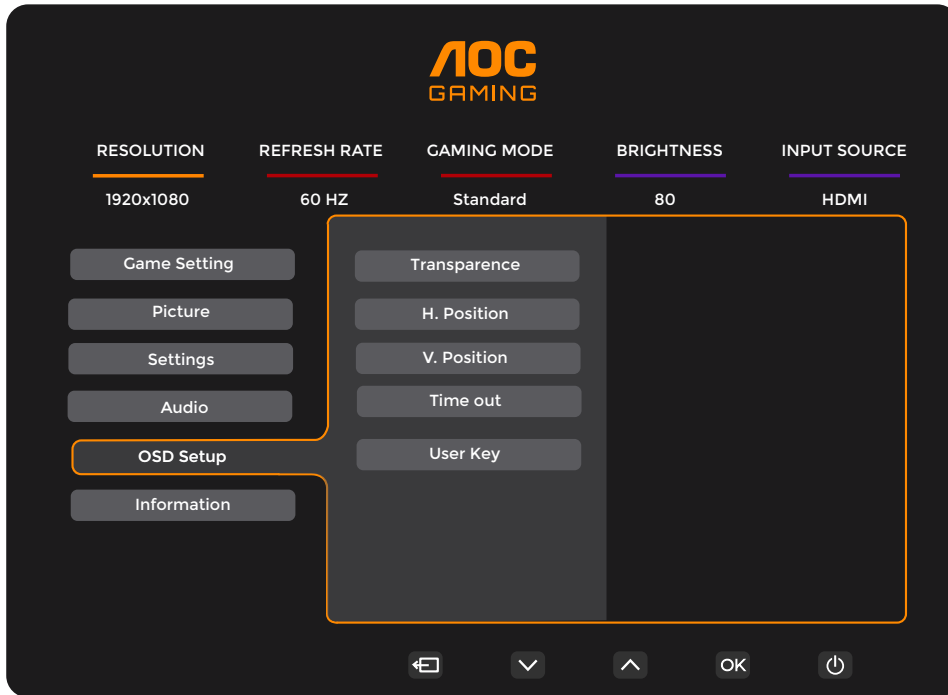 AOC
GAMING
RESOLUTION REFRESH RATE GAMING MODE BRIGHTNESS INPUT SOURCE
1920x1080 60 HZ Standard 80 HDMI
Game Setting
Picture
Settings
Audio
OSD Setup
Information
Transparence
H. Position
V. Position
Time out
User Key
OK